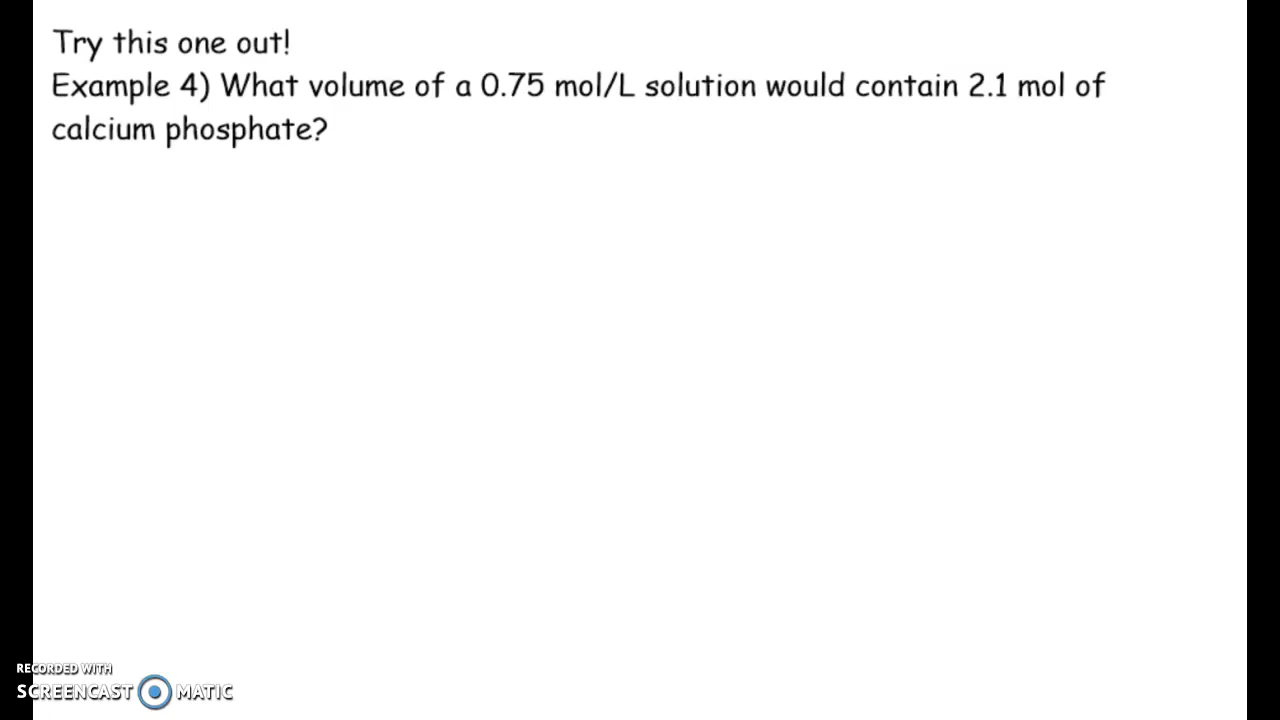 Try this one out!
Example 4) What volume of a 0.75 mol/L solution would contain 2.1 mol of
calcium phosphate?
RECORDED WITH
SCREENCAST MATIC